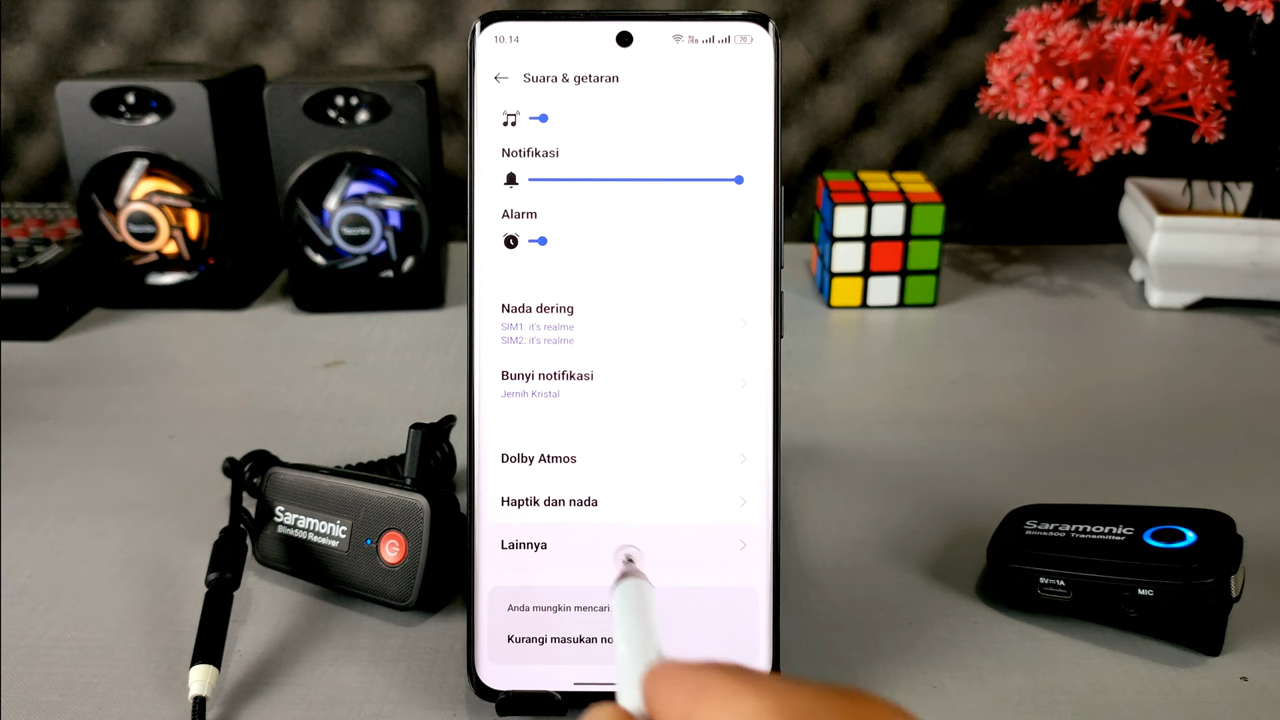 10.14
70
Suara & getaran
Notifikasi
Alarm
Nada dering
SIM1: it's realme
SIM2: it's realme
Bunyi notifikasi
Jernih Kristal
Dolby Atmos
Haptik dan nada
Lainnya
Anda mungkin mencari:
Kurangi masukan no
Saramonic
Blink500 Receiver
Saramonic
Blink500 Transmitter
5V⎓1A
MIC